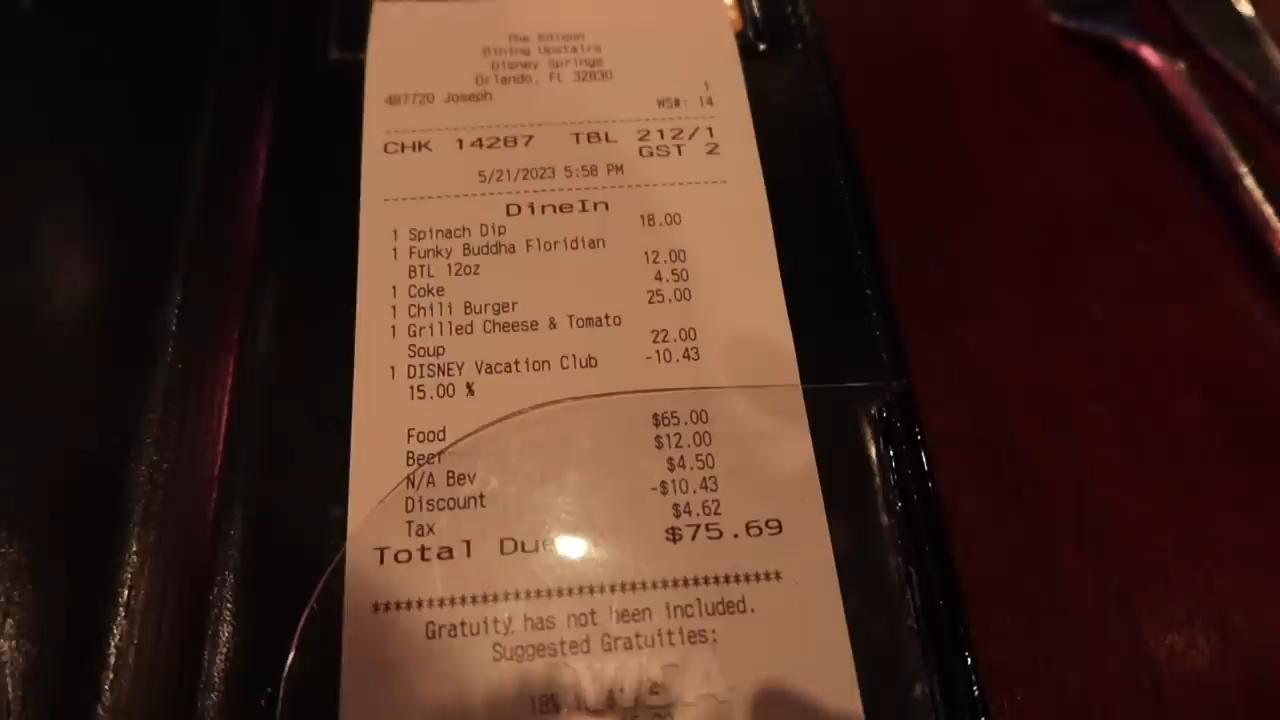 The Edison
Dining Upstairs
Disney Springs
Orlando, FL 32830
487720 Joseph 1
WS#: 14
CHK 14287 TBL 212/1
GST 2
5/21/2023 5:58 PM
DineIn
1 Spinach Dip 18.00
1 Funky Buddha Floridian
BTL 12oz 12.00
1 Coke 4.50
1 Chili Burger 25.00
1 Grilled Cheese & Tomato
Soup 22.00
1 DISNEY Vacation Club -10.43
15.00 %
Food $65.00
Beer $12.00
N/A Bev $4.50
Discount -$10.43
Tax $4.62
Total Due $75.69
****************************************
Gratuity has not been included.
Suggested Gratuities:
VISA
18%